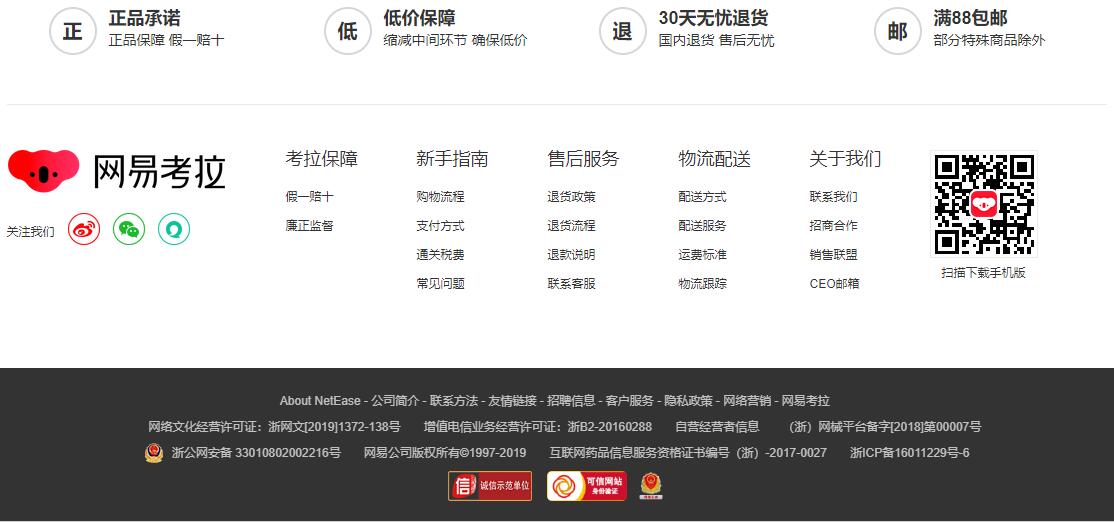 正 正品承诺
正品保障 假一赔十
低 低价保障
缩减中间环节 确保低价
退 30天无忧退货
国内退货 售后无忧
邮 满88包邮
部分特殊商品除外
网易考拉
关注我们
考拉保障
假一赔十
廉正监督
新手指南
购物流程
支付方式
通关税费
常见问题
售后服务
退货政策
退货流程
退款说明
联系客服
物流配送
配送方式
配送服务
运费标准
物流跟踪
关于我们
联系我们
招商合作
销售联盟
CEO邮箱
扫描下载手机版
About NetEase - 公司简介 - 联系方法 - 友情链接 - 招聘信息 - 客户服务 - 隐私政策 - 网络营销 - 网易考拉
网络文化经营许可证：浙网文[2019]1372-138号 增值电信业务经营许可证：浙B2-20160288 自营经营者信息 （浙）网械平台备字[2018]第00007号
浙公网安备 33010802002216号 网易公司版权所有©1997-2019 互联网药品信息服务资格证书编号（浙）-2017-0027 浙ICP备16011229号-6
信 诚信示范单位
可信网站
身份验证